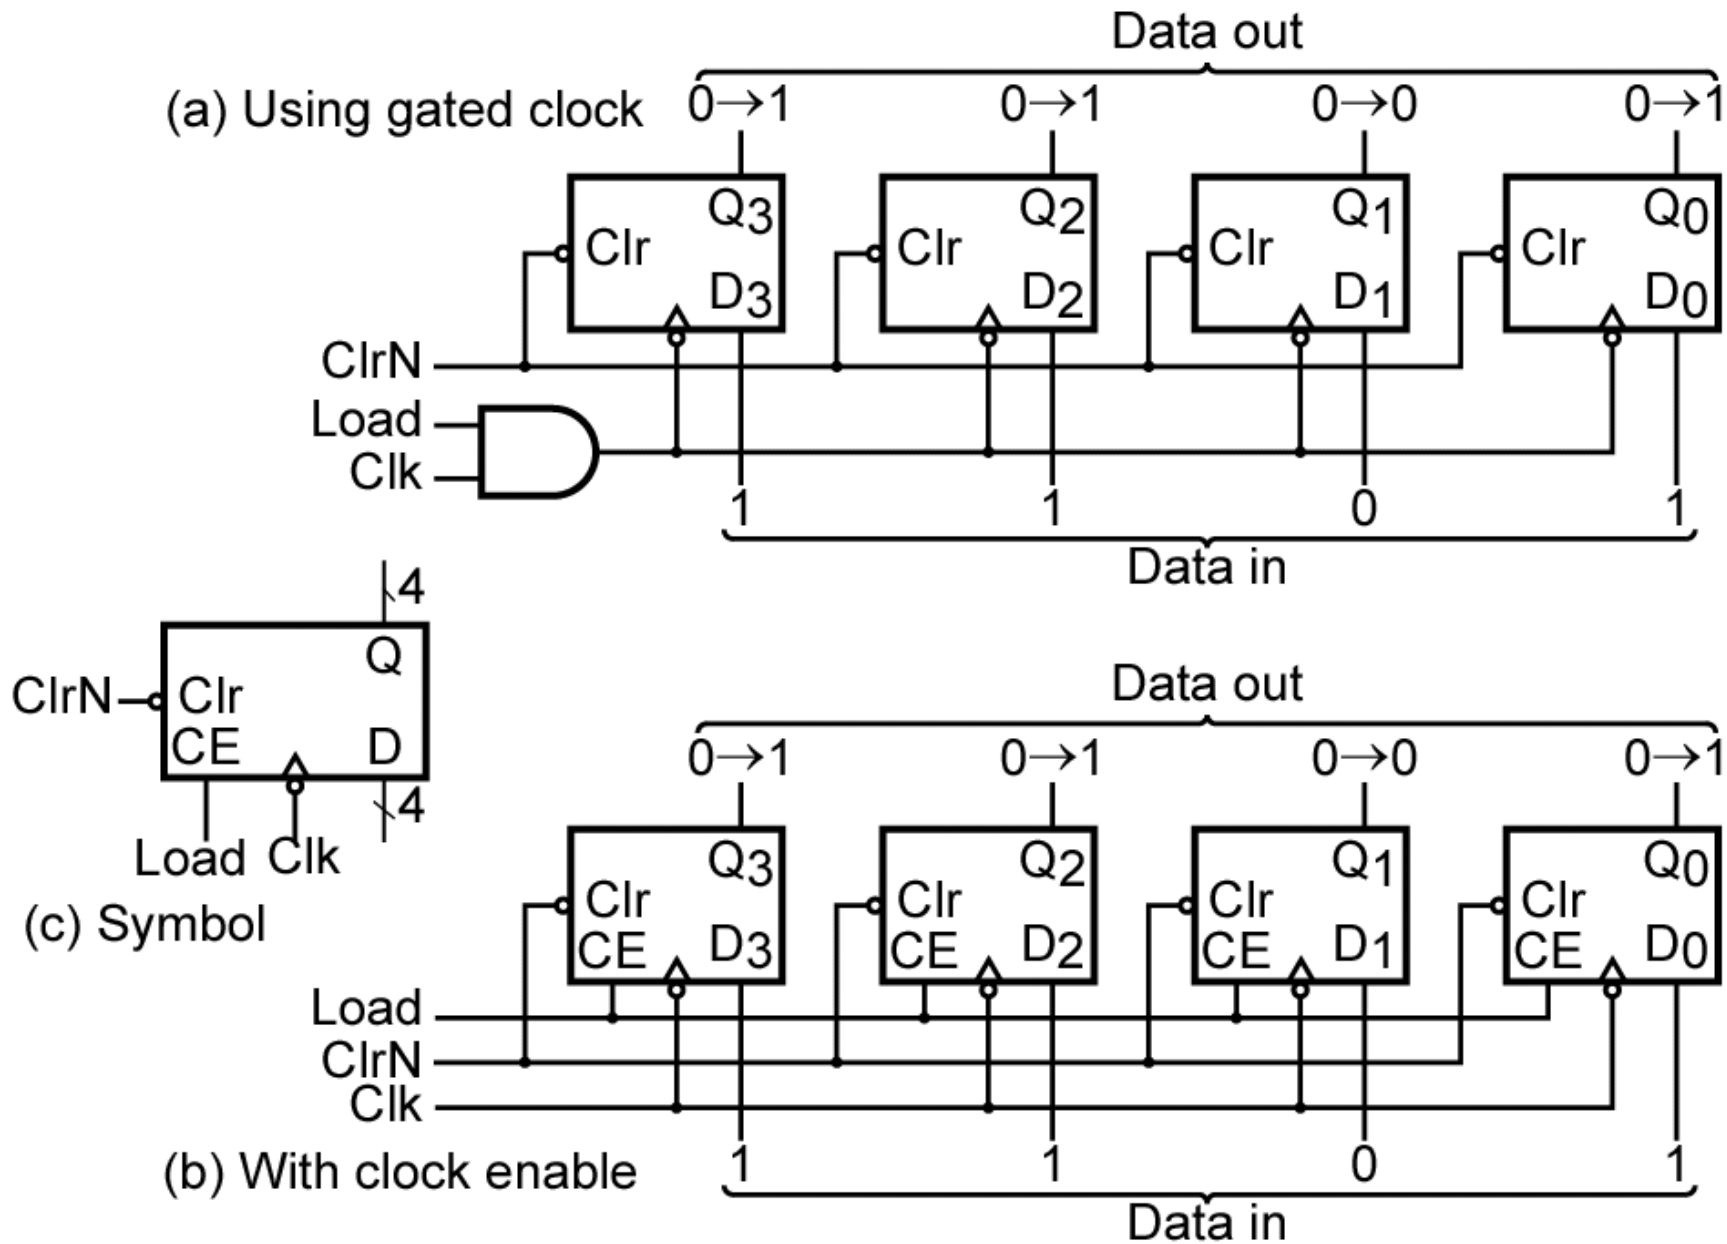 Data out
(a) Using gated clock 0→1 0→1 0→0 0→1
Q3 Q2 Q1 Q0
Clr Clr Clr Clr
D3 D2 D1 D0
ClrN
Load
Clk
1 1 0 1
Data in
4
Q
ClrN Clr
CE D
4
Load Clk
(c) Symbol
Data out
0→1 0→1 0→0 0→1
Q3 Q2 Q1 Q0
Clr Clr Clr Clr
CE D3 CE D2 CE D1 CE D0
Load
ClrN
Clk
(b) With clock enable 1 1 0 1
Data in